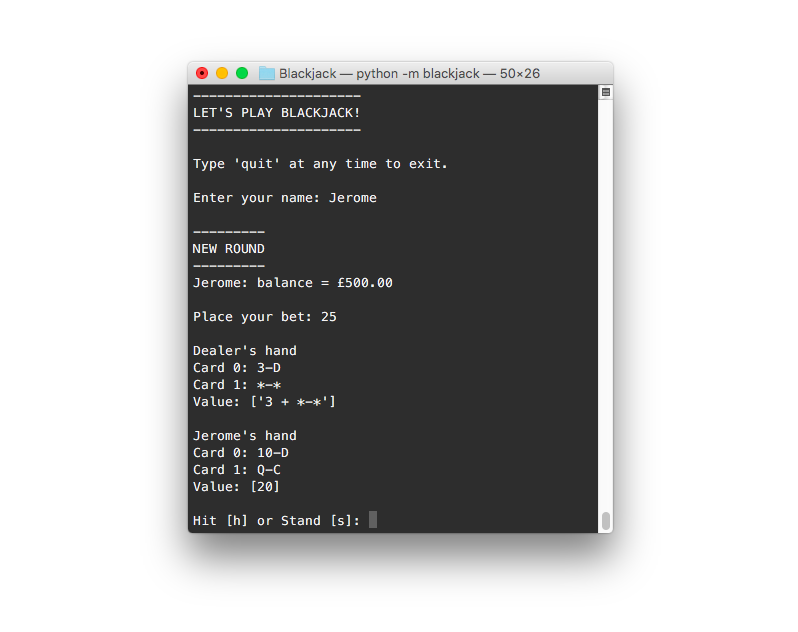 Blackjack — python -m blackjack — 50×26
---------------------
LET'S PLAY BLACKJACK!
---------------------
Type 'quit' at any time to exit.
Enter your name: Jerome
---------
NEW ROUND
---------
Jerome: balance = £500.00
Place your bet: 25
Dealer's hand
Card 0: 3-D
Card 1: *-*
Value: ['3 + *-*']
Jerome's hand
Card 0: 10-D
Card 1: Q-C
Value: [20]
Hit [h] or Stand [s]: